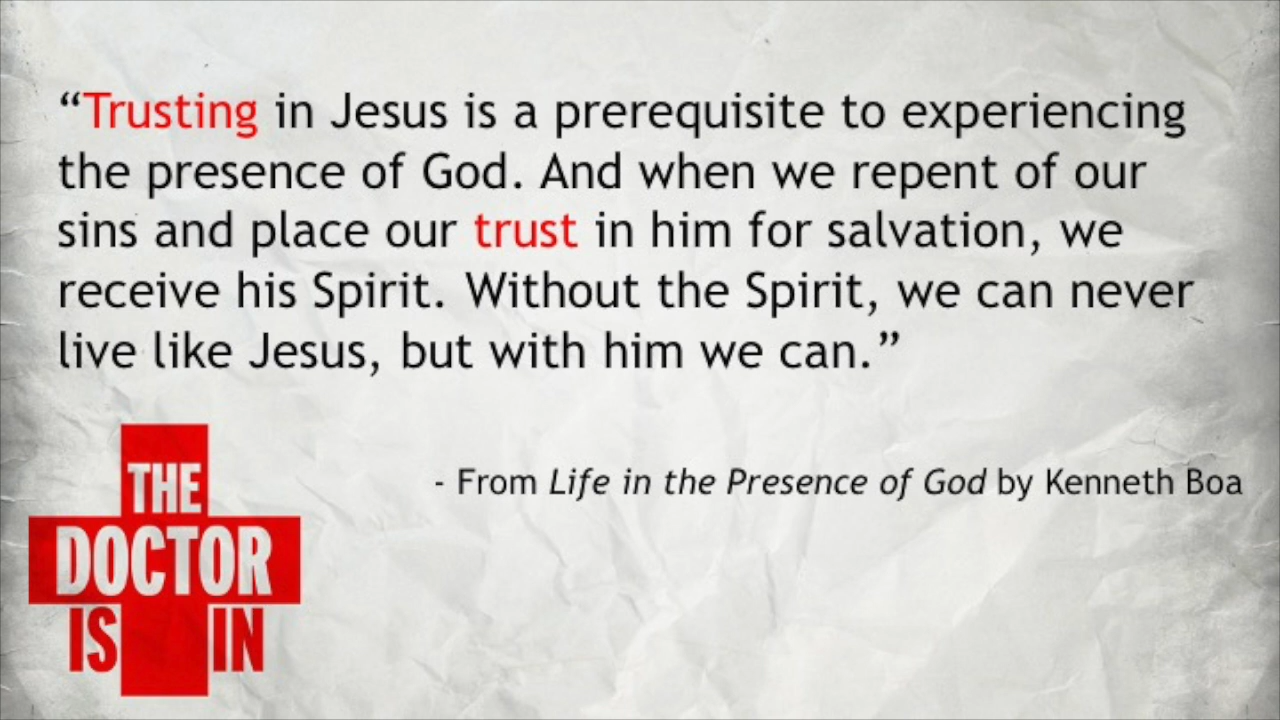 “Trusting in Jesus is a prerequisite to experiencing
the presence of God. And when we repent of our
sins and place our trust in him for salvation, we
receive his Spirit. Without the Spirit, we can never
live like Jesus, but with him we can.”
- From Life in the Presence of God by Kenneth Boa
THE
DOCTOR
IS IN